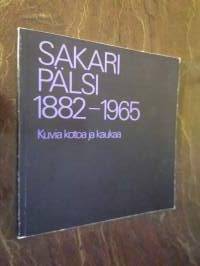 SAKARI
PÄLSI
1882–1965
Kuvia kotoa ja kaukaa